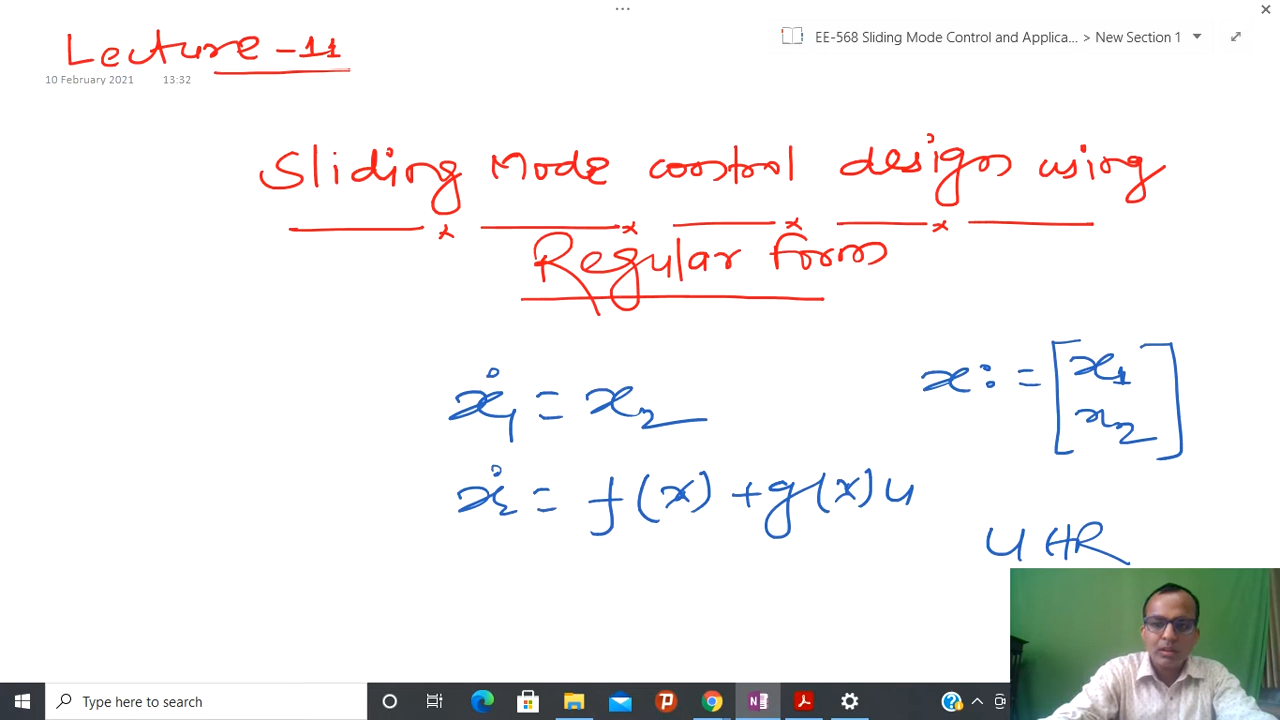 EE-568 Sliding Mode Control and Applica... > New Section 1
Lecture - 11
10 February 2021 13:32
Sliding Mode control design using
Regular form
ẋ₁ = x₂
x := [x₁ x₂]
ẋ₂ = f(x) + g(x)u
u ∈ ℝ
Type here to search